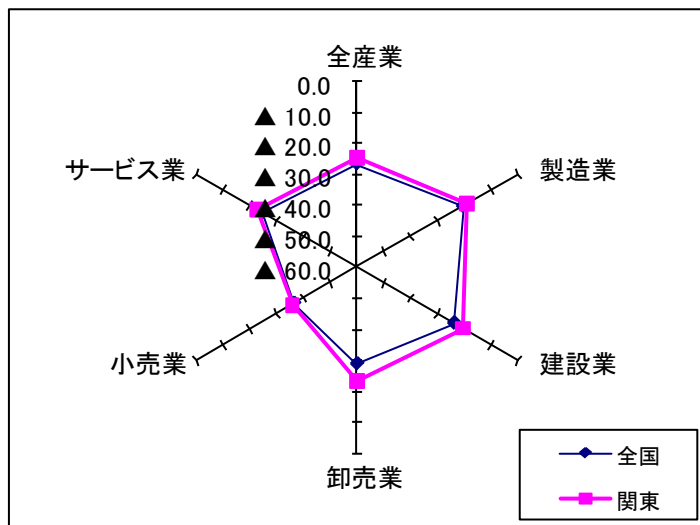 全産業
0.0
▲ 10.0
▲ 20.0
▲ 30.0
▲ 40.0
▲ 50.0
▲ 60.0
サービス業
製造業
小売業
建設業
卸売業
全国
関東